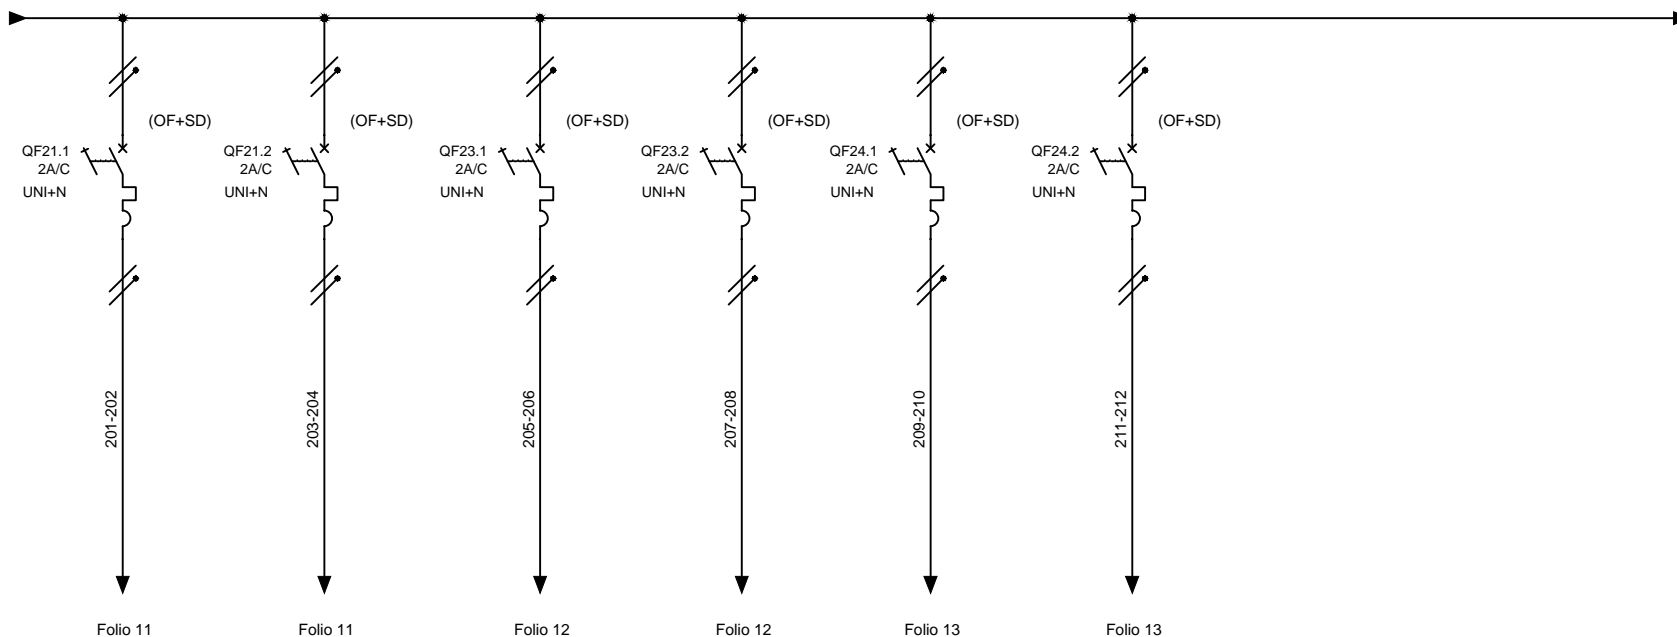 (OF+SD)
QF21.1
2A/C
UNI+N
201-202
Folio 11
(OF+SD)
QF21.2
2A/C
UNI+N
203-204
Folio 11
(OF+SD)
QF23.1
2A/C
UNI+N
205-206
Folio 12
(OF+SD)
QF23.2
2A/C
UNI+N
207-208
Folio 12
(OF+SD)
QF24.1
2A/C
UNI+N
209-210
Folio 13
(OF+SD)
QF24.2
2A/C
UNI+N
211-212
Folio 13